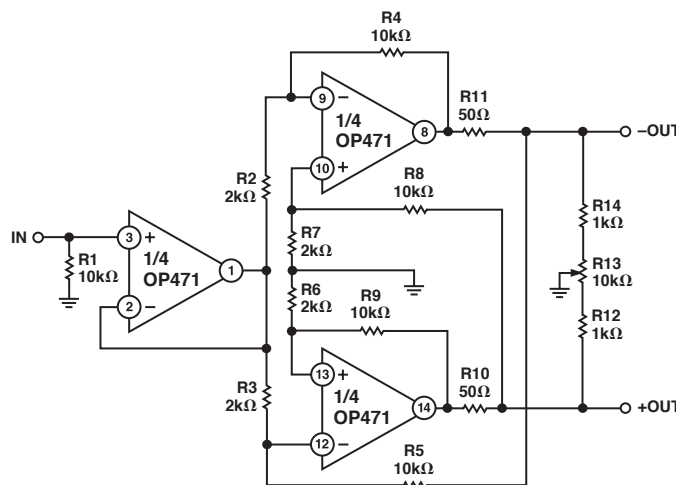 R4
10kΩ
9
–
1/4
OP471
8
10
+
R11
50Ω
–OUT
R2
2kΩ
R8
10kΩ
R14
1kΩ
IN
3
+
1/4
OP471
1
2
–
R1
10kΩ
R7
2kΩ
R13
10kΩ
R6
2kΩ
R9
10kΩ
R12
1kΩ
R3
2kΩ
13
+
1/4
OP471
14
12
–
R10
50Ω
+OUT
R5
10kΩ